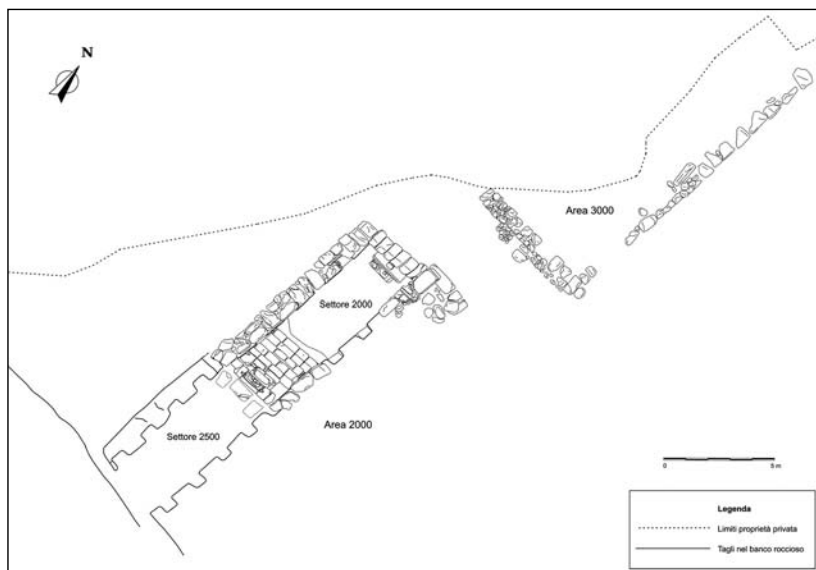 N
Area 3000
Settore 2000
Area 2000
Settore 2500
0 5 m
Legenda
Limiti proprietà privata
Tagli nel banco roccioso